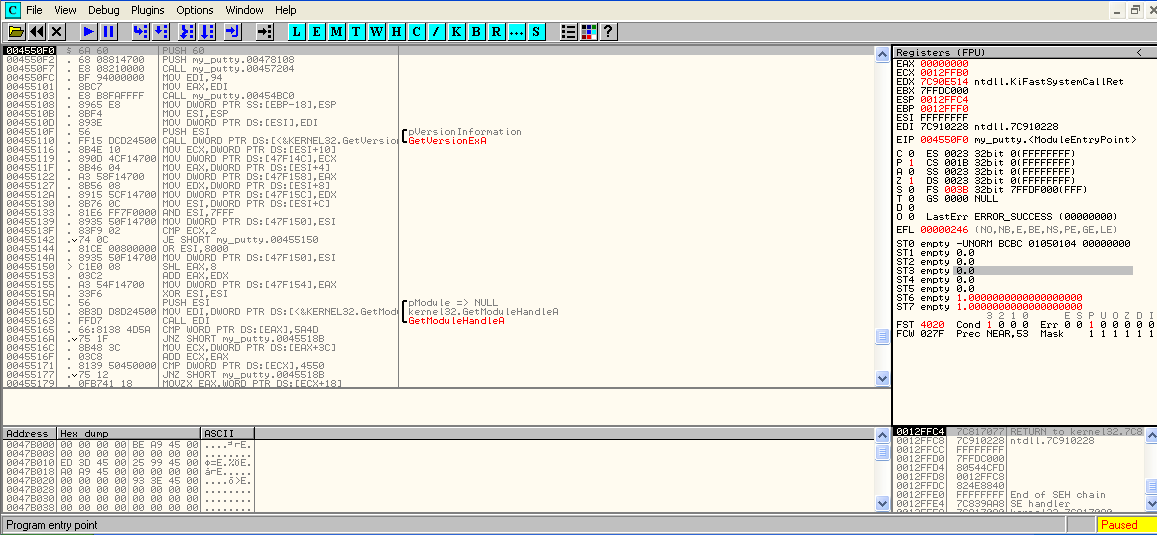 C File View Debug Plugins Options Window Help
L E M T W H C / K B R ... S ?
004550F0 $ 6A 60 PUSH 60
004550F2 . 68 08814700 PUSH my_putty.00478108
004550F7 . E8 08210000 CALL my_putty.00457204
004550FC . BF 94000000 MOV EDI,94
00455101 . 8BC7 MOV EAX,EDI
00455103 . E8 B8FAFFFF CALL my_putty.00454BC0
00455108 . 8965 E8 MOV DWORD PTR SS:[EBP-18],ESP
0045510B . 8BF4 MOV ESI,ESP
0045510D . 893E MOV DWORD PTR DS:[ESI],EDI
0045510F . 56 PUSH ESI pVersionInformation
00455110 . FF15 DCD24500 CALL DWORD PTR DS:[<&KERNEL32.GetVersio GetVersionExA
00455116 . 8B4E 10 MOV ECX,DWORD PTR DS:[ESI+10]
00455119 . 890D 4CF14700 MOV DWORD PTR DS:[47F14C],ECX
0045511F . 8B46 04 MOV EAX,DWORD PTR DS:[ESI+4]
00455122 . A3 58F14700 MOV DWORD PTR DS:[47F158],EAX
00455127 . 8B56 08 MOV EDX,DWORD PTR DS:[ESI+8]
0045512A . 8915 5CF14700 MOV DWORD PTR DS:[47F15C],EDX
00455130 . 8B76 0C MOV ESI,DWORD PTR DS:[ESI+C]
00455133 . 81E6 FF7F0000 AND ESI,7FFF
00455139 . 8935 50F14700 MOV DWORD PTR DS:[47F150],ESI
0045513F . 83F9 02 CMP ECX,2
00455142 . 74 0C JE SHORT my_putty.00455150
00455144 . 81CE 00800000 OR ESI,8000
0045514A . 8935 50F14700 MOV DWORD PTR DS:[47F150],ESI
00455150 > C1E0 08 SHL EAX,8
00455153 . 03C2 ADD EAX,EDX
00455155 . A3 54F14700 MOV DWORD PTR DS:[47F154],EAX
0045515A . 33F6 XOR ESI,ESI
0045515C . 56 PUSH ESI pModule => NULL
0045515D . 8B3D D8D24500 MOV EDI,DWORD PTR DS:[<&KERNEL32.GetMod kernel32.GetModuleHandleA
00455163 . FFD7 CALL EDI GetModuleHandleA
00455165 . 66:8138 4D5A CMP WORD PTR DS:[EAX],5A4D
0045516A . 75 1F JNZ SHORT my_putty.0045518B
0045516C . 8B48 3C MOV ECX,DWORD PTR DS:[EAX+3C]
0045516F . 03C8 ADD ECX,EAX
00455171 . 8139 50450000 CMP DWORD PTR DS:[ECX],4550
00455177 . 75 12 JNZ SHORT my_putty.0045518B
00455179 . 0FB741 18 MOVZX EAX,WORD PTR DS:[ECX+18]
Registers (FPU) <
EAX 00000000
ECX 0012FFB0
EDX 7C90E514 ntdll.KiFastSystemCallRet
EBX 7FFDC000
ESP 0012FFC4
EBP 0012FFF0
ESI FFFFFFFF
EDI 7C910228 ntdll.7C910228
EIP 004550F0 my_putty.<ModuleEntryPoint>
C 0 ES 0023 32bit 0(FFFFFFFF)
P 1 CS 001B 32bit 0(FFFFFFFF)
A 0 SS 0023 32bit 0(FFFFFFFF)
Z 1 DS 0023 32bit 0(FFFFFFFF)
S 0 FS 003B 32bit 7FFDF000(FFF)
T 0 GS 0000 NULL
D 0
O 0 LastErr ERROR_SUCCESS (00000000)
EFL 00000246 (NO,NB,E,BE,NS,PE,GE,LE)
ST0 empty -UNORM BCBC 01050104 00000000
ST1 empty 0.0
ST2 empty 0.0
ST3 empty 0.0
ST4 empty 0.0
ST5 empty 0.0
ST6 empty 1.0000000000000000000
ST7 empty 1.0000000000000000000
3 2 1 0 E S P U O Z D I
FST 4020 Cond 1 0 0 0 Err 0 0 1 0 0 0 0 0
FCW 027F Prec NEAR,53 Mask 1 1 1 1 1 1
Address Hex dump ASCII
0047B000 00 00 00 00 BE A9 45 00
0047B008 00 00 00 00 00 00 00 00 ........
0047B010 ED 3D 45 00 25 99 45 00
0047B018 A0 A9 45 00 00 00 00 00
0047B020 00 00 00 00 93 3E 45 00
0047B028 00 00 00 00 00 00 00 00 ........
0047B030 00 00 00 00 00 00 00 00 ........
0047B038 00 00 00 00 00 00 00 00 ........
0012FFC4 7C817077 RETURN to kernel32.7C8
0012FFC8 7C910228 ntdll.7C910228
0012FFCC FFFFFFFF
0012FFD0 7FFDC000
0012FFD4 80544CFD
0012FFD8 0012FFC8
0012FFDC 824E8840
0012FFE0 FFFFFFFF End of SEH chain
0012FFE4 7C839AA8 SE handler
Program entry point
Paused